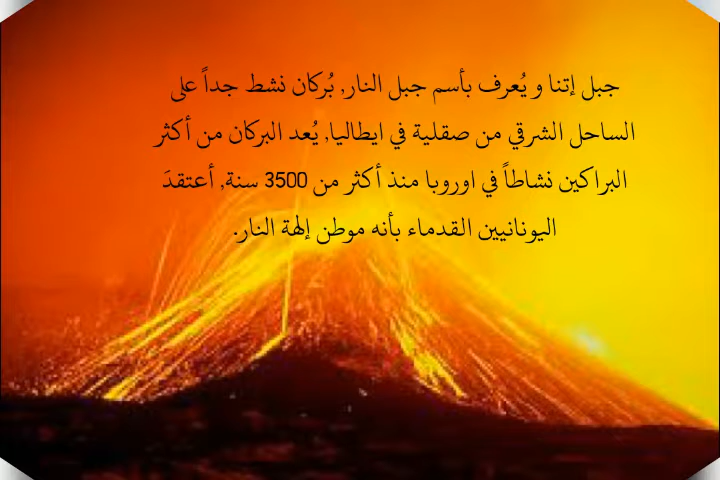 جبل إتنا و يُعرف بأسم جبل النار, بُركان نشط جداً على
الساحل الشرقي من صقلية في ايطاليا, يُعد البركان من أكثر
البراكين نشاطاً في اوروبا منذ أكثر من 3500 سنة, أعتقدَ
اليونانيين القدماء بأنه موطن إلهة النار.